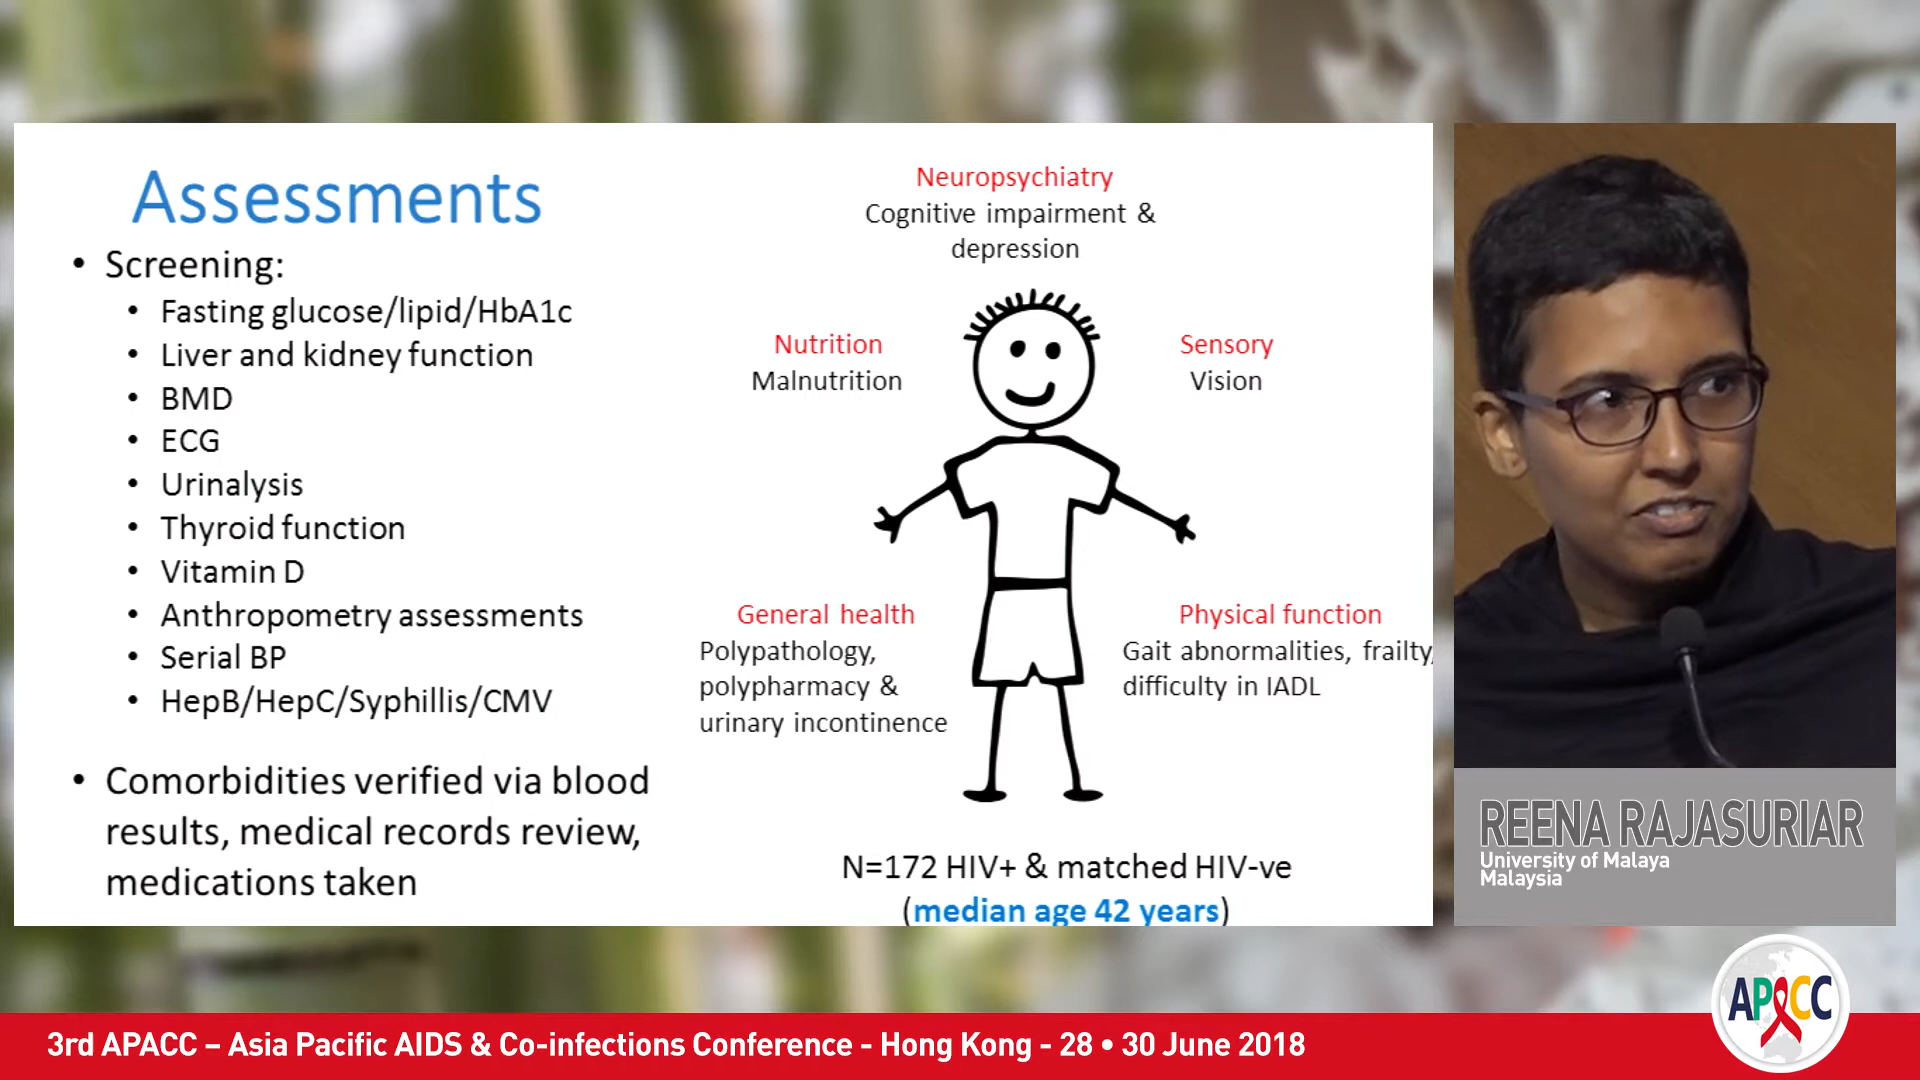 Assessments
• Screening:
• Fasting glucose/lipid/HbA1c
• Liver and kidney function
• BMD
• ECG
• Urinalysis
• Thyroid function
• Vitamin D
• Anthropometry assessments
• Serial BP
• HepB/HepC/Syphillis/CMV
• Comorbidities verified via blood
results, medical records review,
medications taken
Neuropsychiatry
Cognitive impairment &
depression
Nutrition
Malnutrition
Sensory
Vision
General health
Polypathology,
polypharmacy &
urinary incontinence
Physical function
Gait abnormalities, frailty,
difficulty in IADL
N=172 HIV+ & matched HIV-ve
(median age 42 years)
REENA RAJASURIAR
University of Malaya
Malaysia
APACC
3rd APACC – Asia Pacific AIDS & Co-infections Conference - Hong Kong - 28 • 30 June 2018